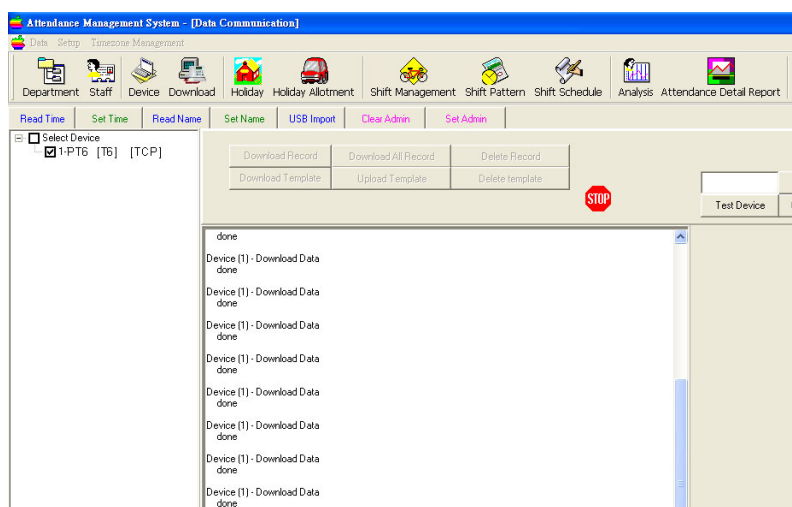 Attendance Management System - [Data Communication]
Data Setup Timezone Management
Department Staff Device Download Holiday Holiday Allotment Shift Management Shift Pattern Shift Schedule Analysis Attendance Detail Report
Read Time Set Time Read Name Set Name USB Import Clear Admin Set Admin
Select Device
1-PT6 [T6] [TCP]
Download Record Download All Record Delete Record
Download Template Upload Template Delete template
STOP
Test Device
done
Device (1) - Download Data
done
Device (1) - Download Data
done
Device (1) - Download Data
done
Device (1) - Download Data
done
Device (1) - Download Data
done
Device (1) - Download Data
done
Device (1) - Download Data
done
Device (1) - Download Data
done